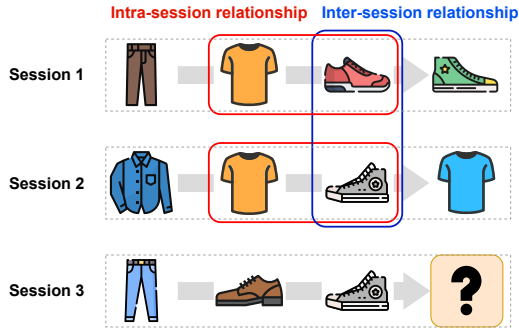 Intra-session relationship
Inter-session relationship
Session 1
Session 2
Session 3
?